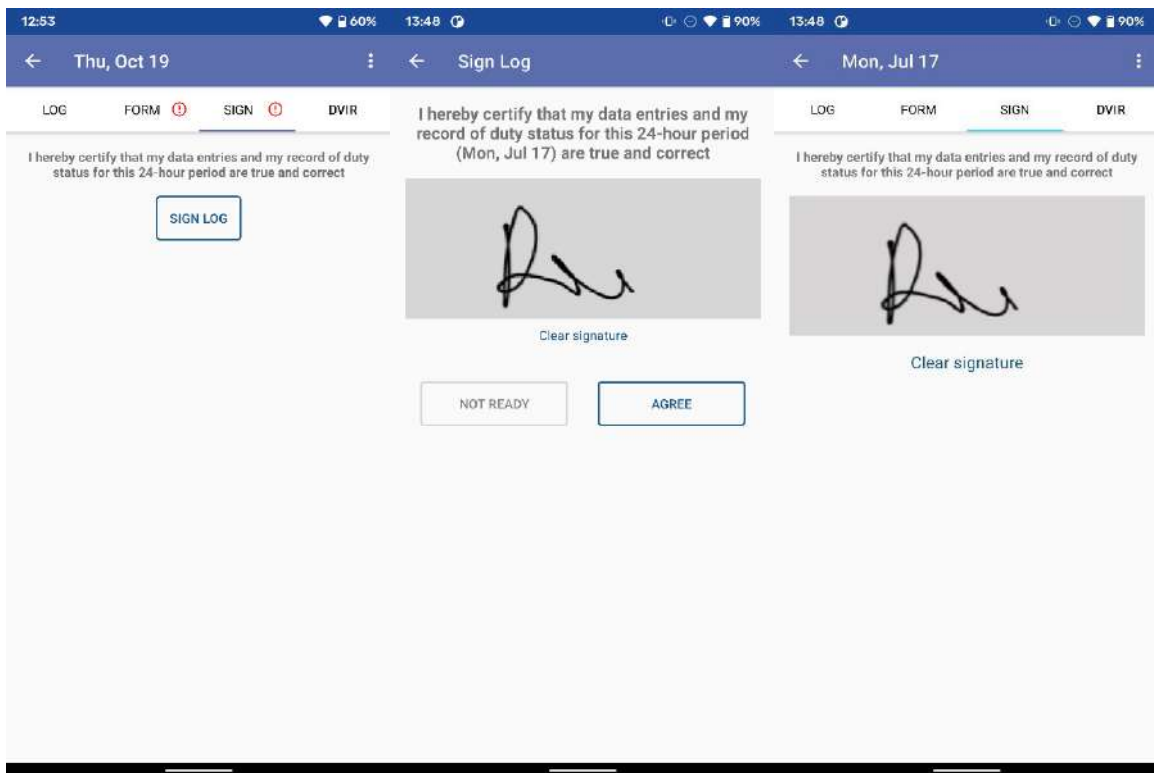 12:53
60%
Thu, Oct 19
LOG FORM SIGN DVIR
I hereby certify that my data entries and my record of duty
status for this 24-hour period are true and correct
SIGN LOG
13:48
90%
Sign Log
I hereby certify that my data entries and my
record of duty status for this 24-hour period
(Mon, Jul 17) are true and correct
Clear signature
NOT READY AGREE
13:48
90%
Mon, Jul 17
LOG FORM SIGN DVIR
I hereby certify that my data entries and my record of duty
status for this 24-hour period are true and correct
Clear signature